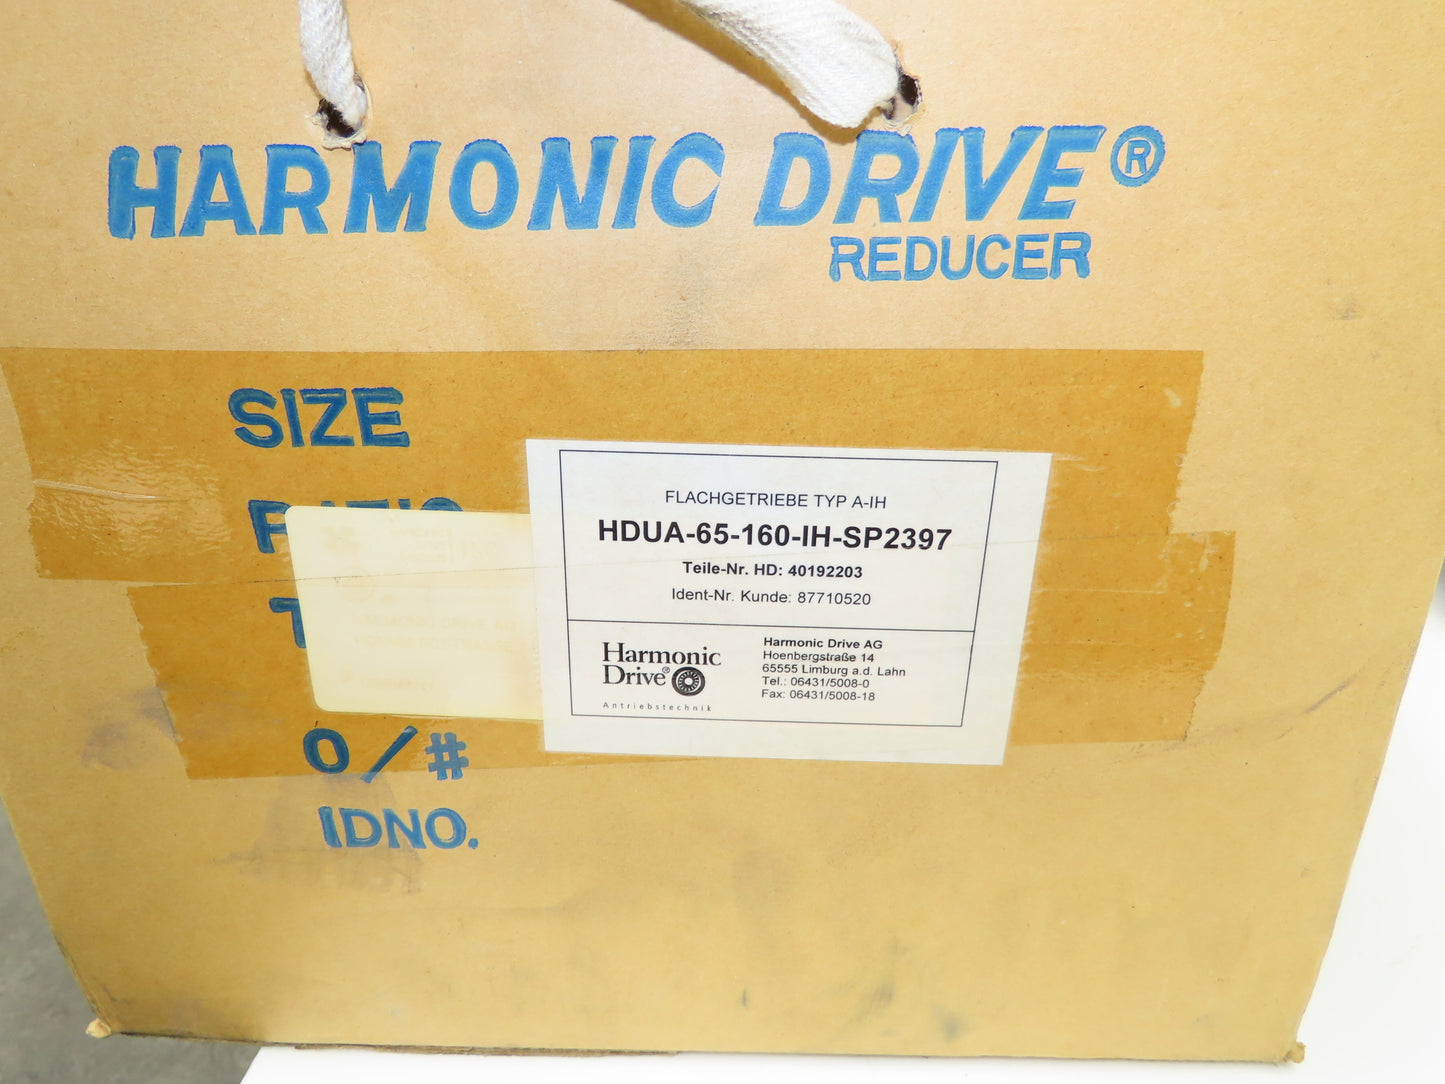 HARMONIC DRIVE®
REDUCER
SIZE
O/#
IDNO.
FLACHGETRIEBE TYP A-IH
HDUA-65-160-IH-SP2397
Teile-Nr. HD: 40192203
Ident-Nr. Kunde: 87710520
Harmonic
Drive®
Antriebstechnik
Harmonic Drive AG
Hoenbergstraße 14
65555 Limburg a.d. Lahn
Tel.: 06431/5008-0
Fax: 06431/5008-18